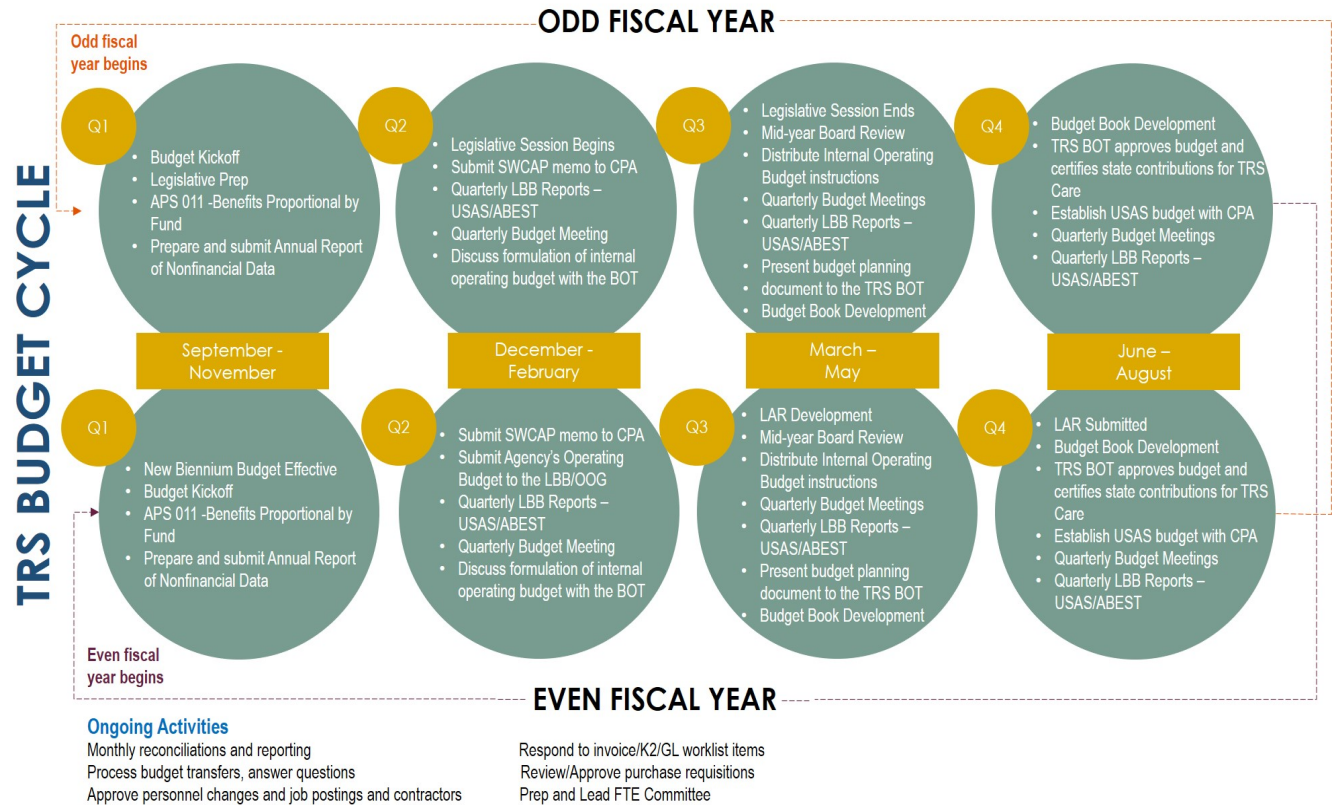 ODD FISCAL YEAR
Odd fiscal
year begins
TRS BUDGET CYCLE
Q1
• Budget Kickoff
• Legislative Prep
• APS 011 -Benefits Proportional by
Fund
• Prepare and submit Annual Report
of Nonfinancial Data
Q2
• Legislative Session Begins
• Submit SWCAP memo to CPA
• Quarterly LBB Reports –
USAS/ABEST
• Quarterly Budget Meeting
• Discuss formulation of internal
operating budget with the BOT
Q3
• Legislative Session Ends
• Mid-year Board Review
• Distribute Internal Operating
Budget instructions
• Quarterly Budget Meetings
• Quarterly LBB Reports –
USAS/ABEST
• Present budget planning
• document to the TRS BOT
• Budget Book Development
Q4
• Budget Book Development
• TRS BOT approves budget and
certifies state contributions for TRS
Care
• Establish USAS budget with CPA
• Quarterly Budget Meetings
• Quarterly LBB Reports –
USAS/ABEST
September -
November
December -
February
March –
May
June –
August
Q1
• New Biennium Budget Effective
• Budget Kickoff
• APS 011 -Benefits Proportional by
Fund
• Prepare and submit Annual Report
of Nonfinancial Data
Q2
• Submit SWCAP memo to CPA
• Submit Agency's Operating
Budget to the LBB/OOG
• Quarterly LBB Reports –
USAS/ABEST
• Quarterly Budget Meeting
• Discuss formulation of internal
operating budget with the BOT
Q3
• LAR Development
• Mid-year Board Review
• Distribute Internal Operating
Budget instructions
• Quarterly Budget Meetings
• Quarterly LBB Reports –
USAS/ABEST
• Present budget planning
document to the TRS BOT
• Budget Book Development
Q4
• LAR Submitted
• Budget Book Development
• TRS BOT approves budget and
certifies state contributions for TRS
Care
• Establish USAS budget with CPA
• Quarterly Budget Meetings
• Quarterly LBB Reports –
USAS/ABEST
Even fiscal
year begins
EVEN FISCAL YEAR
Ongoing Activities
Monthly reconciliations and reporting
Process budget transfers, answer questions
Approve personnel changes and job postings and contractors
Respond to invoice/K2/GL worklist items
Review/Approve purchase requisitions
Prep and Lead FTE Committee